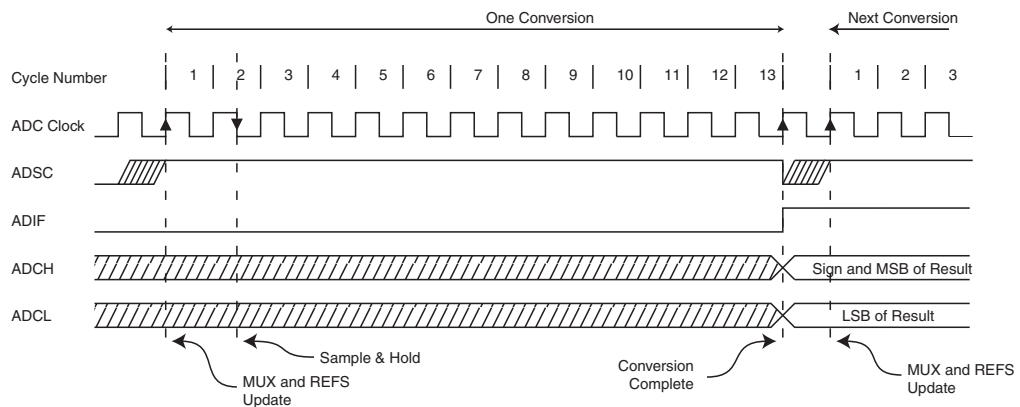 One Conversion
Next Conversion
Cycle Number 1 2 3 4 5 6 7 8 9 10 11 12 13 1 2 3
ADC Clock
ADSC
ADIF
ADCH
Sign and MSB of Result
ADCL
LSB of Result
Sample & Hold
MUX and REFS
Update
Conversion
Complete
MUX and REFS
Update